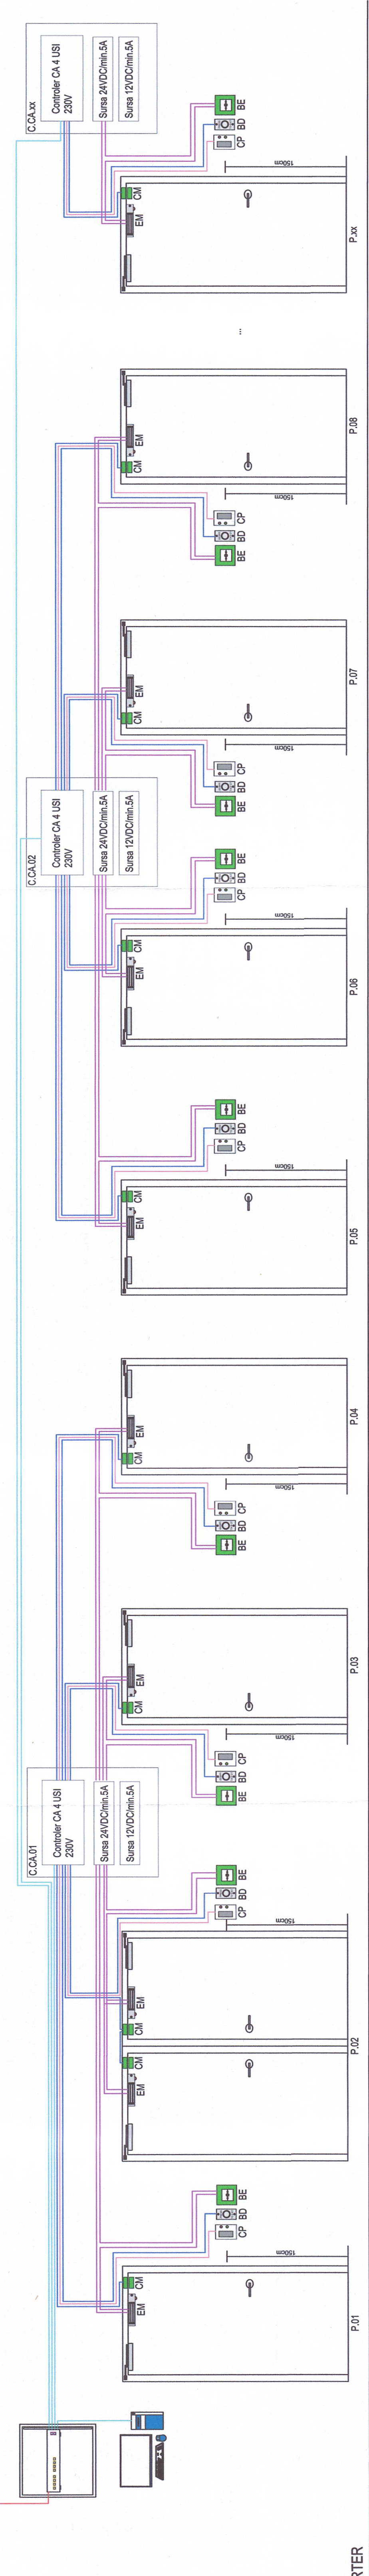 C.CA.01
Controler CA 4 USI
230V
Sursa 24VDC/min.5A
Sursa 12VDC/min.5A
C.CA.02
Controler CA 4 USI
230V
Sursa 24VDC/min.5A
Sursa 12VDC/min.5A
C.CA.xx
Controler CA 4 USI
230V
Sursa 24VDC/min.5A
Sursa 12VDC/min.5A
EM
CM
CP
BD
BE
150cm
P.01
EM
CM
CM
EM
CP
BD
BE
150cm
P.02
BE
BD
CP
150cm
CM
EM
P.03
BE
BD
CP
150cm
CM
EM
P.04
EM
CM
CP
BD
BE
150cm
P.05
EM
CM
CP
BD
BE
150cm
P.06
BE
BD
CP
150cm
CM
EM
P.07
BE
BD
CP
150cm
CM
EM
P.08
...
EM
CM
CP
BD
BE
150cm
P.xx
RTER